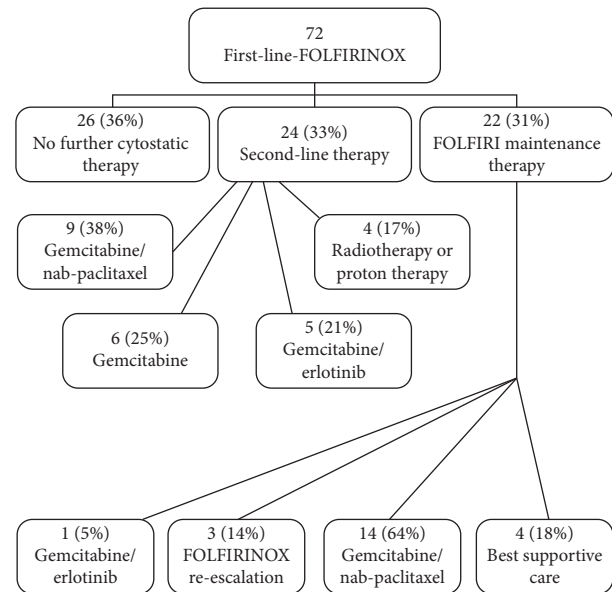 72
First-line-FOLFIRINOX
26 (36%)
No further cytostatic
therapy
24 (33%)
Second-line therapy
22 (31%)
FOLFIRI maintenance
therapy
9 (38%)
Gemcitabine/
nab-paclitaxel
4 (17%)
Radiotherapy or
proton therapy
6 (25%)
Gemcitabine
5 (21%)
Gemcitabine/
erlotinib
1 (5%)
Gemcitabine/
erlotinib
3 (14%)
FOLFIRINOX
re-escalation
14 (64%)
Gemcitabine/
nab-paclitaxel
4 (18%)
Best supportive
care